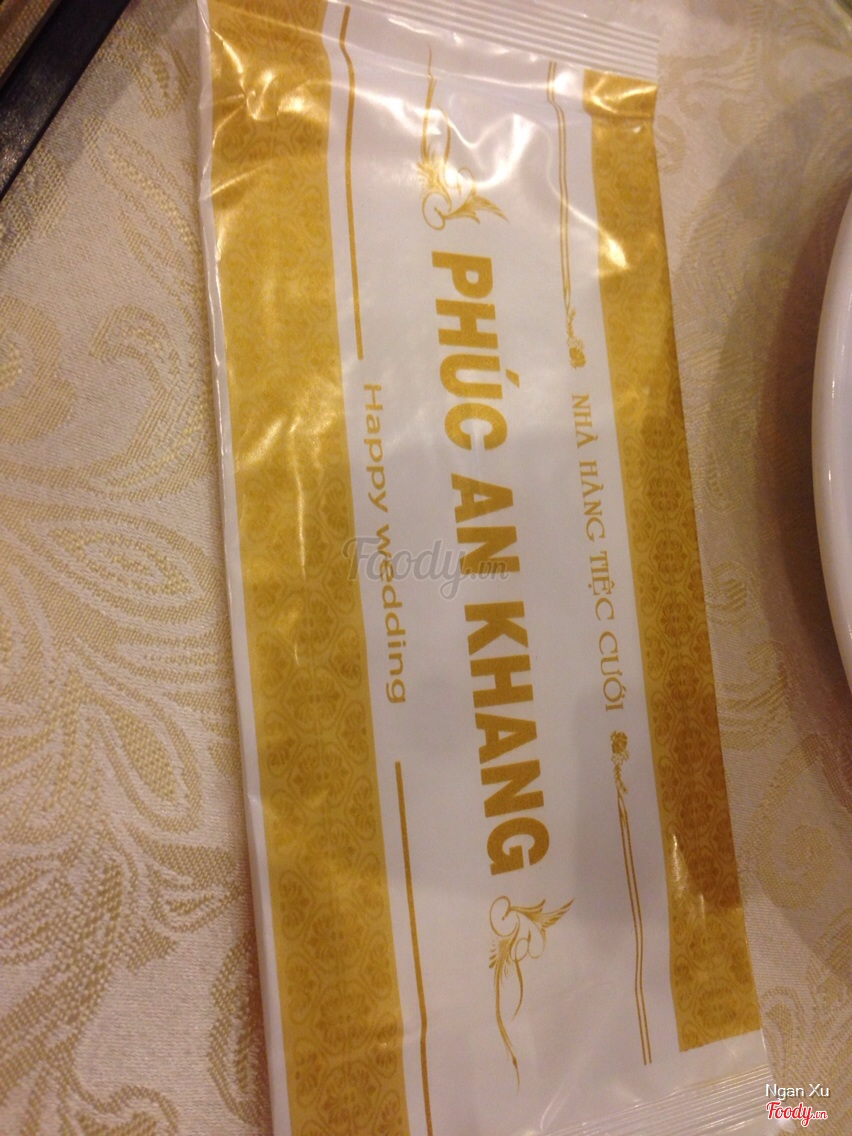 NHÀ HÀNG TIỆC CƯỚI
PHÚC AN KHANG
Happy wedding
Foody.vn
Ngan Xu
Foody.vn